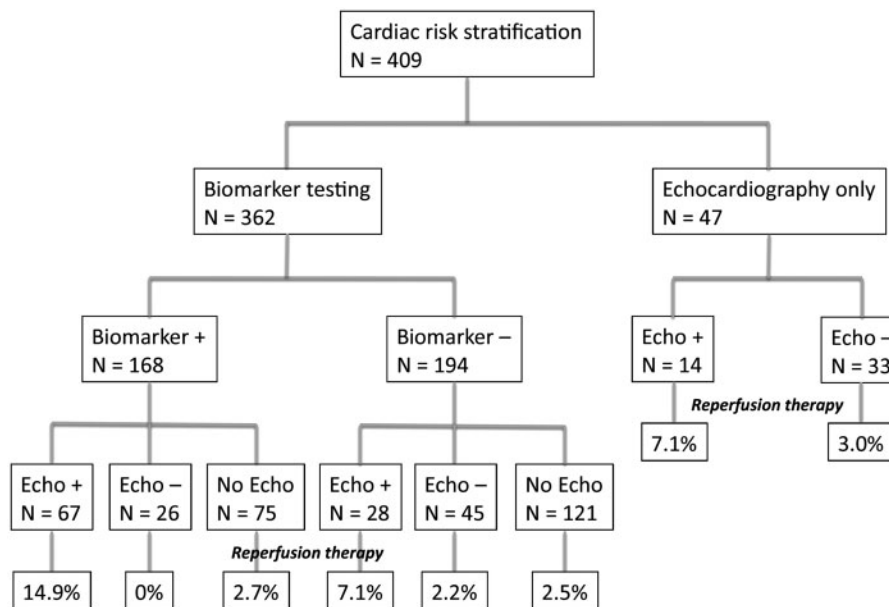 Cardiac risk stratification
N = 409
Biomarker testing
N = 362
Echocardiography only
N = 47
Biomarker +
N = 168
Biomarker –
N = 194
Echo +
N = 14
Echo –
N = 33
Reperfusion therapy
7.1%
3.0%
Echo +
N = 67
Echo –
N = 26
No Echo
N = 75
Echo +
N = 28
Echo –
N = 45
No Echo
N = 121
Reperfusion therapy
14.9%
0%
2.7%
7.1%
2.2%
2.5%